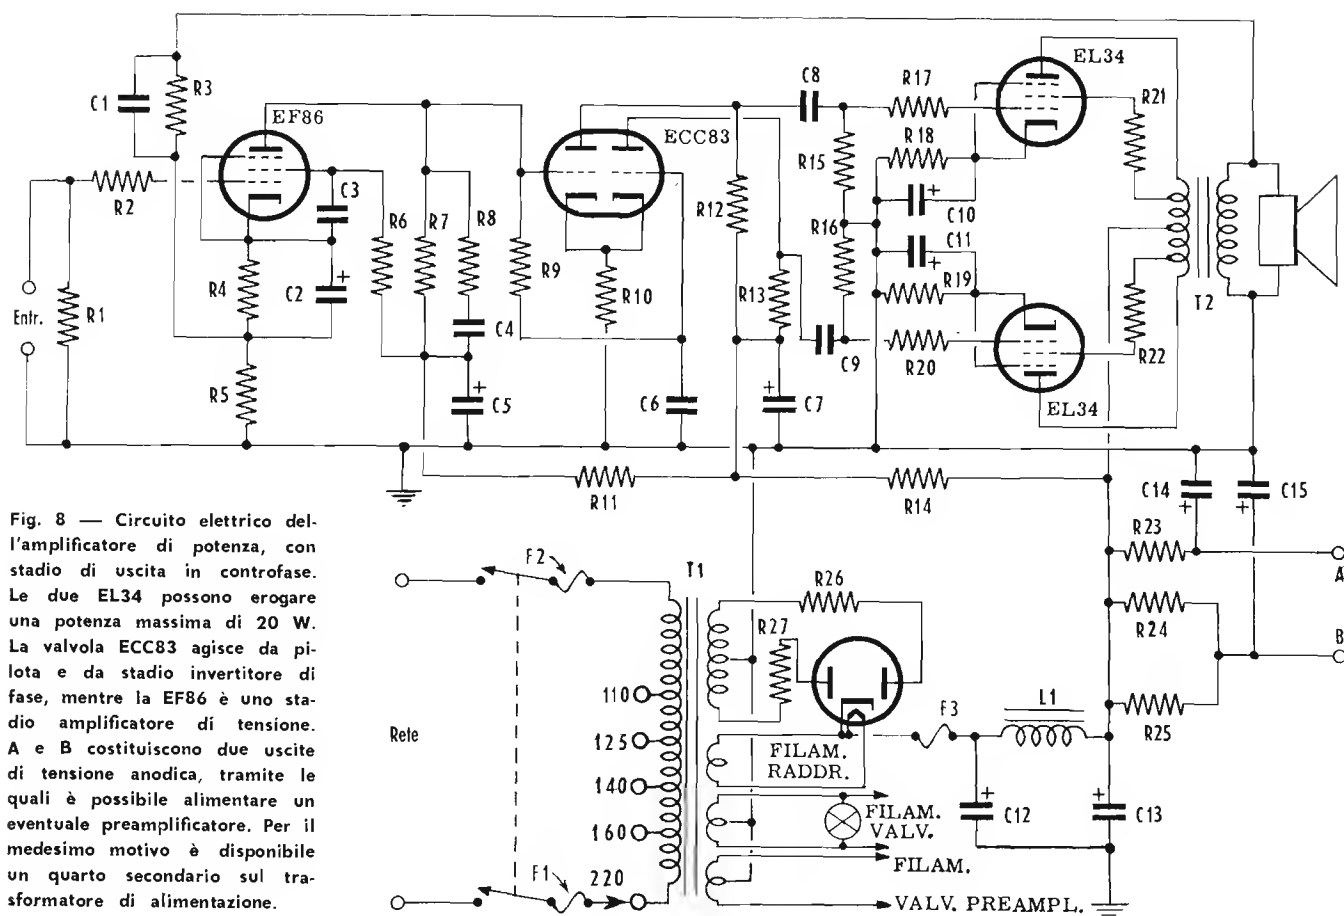 C1
R3
EF86
R2
C3
R6
R7
R8
R4
C2
Entr.
R1
R5
C4
C5
R9
ECC83
R10
C6
R12
R13
C7
C8
R15
R16
C9
R17
R18
C10
C11
R19
R20
EL34
EL34
R21
R22
T2
R11
R14
C14
C15
R23
A
R24
B
R25
Fig. 8 — Circuito elettrico del-
l'amplificatore di potenza, con
stadio di uscita in controfase.
Le due EL34 possono erogare
una potenza massima di 20 W.
La valvola ECC83 agisce da pi-
lota e da stadio invertitore di
fase, mentre la EF86 è uno sta-
dio amplificatore di tensione.
A e B costituiscono due uscite
di tensione anodica, tramite le
quali è possibile alimentare un
eventuale preamplificatore. Per il
medesimo motivo è disponibile
un quarto secondario sul tra-
sformatore di alimentazione.
Rete
F2
F1
T1
110
125
140
160
220
R26
R27
FILAM.
RADDR.
F3
L1
C12
C13
FILAM.
VALV.
FILAM.
VALV. PREAMPL.
+
+
+
+
+
+
+
+
+